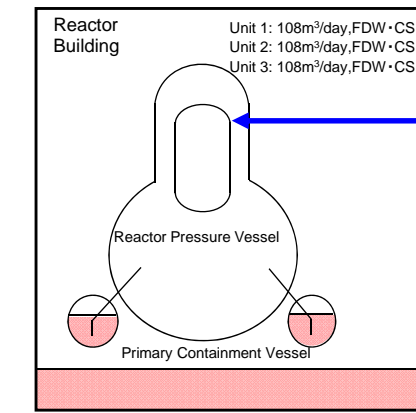 Reactor
Building
Unit 1: 108m³/day,FDW・CS
Unit 2: 108m³/day,FDW・CS
Unit 3: 108m³/day,FDW・CS
Reactor Pressure Vessel
Primary Containment Vessel